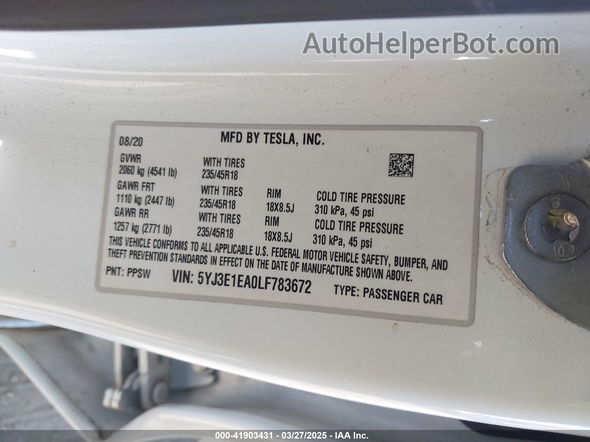 AutoHelperBot.com
08/20 MFD BY TESLA, INC.
GVWR WITH TIRES
2060 kg (4541 lb) 235/45R18
GAWR FRT WITH TIRES RIM COLD TIRE PRESSURE
1110 kg (2447 lb) 235/45R18 18X8.5J 310 kPa, 45 psi
GAWR RR WITH TIRES RIM COLD TIRE PRESSURE
1257 kg (2771 lb) 235/45R18 18X8.5J 310 kPa, 45 psi
THIS VEHICLE CONFORMS TO ALL APPLICABLE U.S. FEDERAL MOTOR VEHICLE SAFETY, BUMPER, AND
THEFT PREVENTION STANDARDS IN EFFECT ON THE DATE OF MANUFACTURE SHOWN ABOVE.
PNT: PPSW VIN: 5YJ3E1EA0LF783672 TYPE: PASSENGER CAR
000-41903431 - 03/27/2025 - IAA Inc.